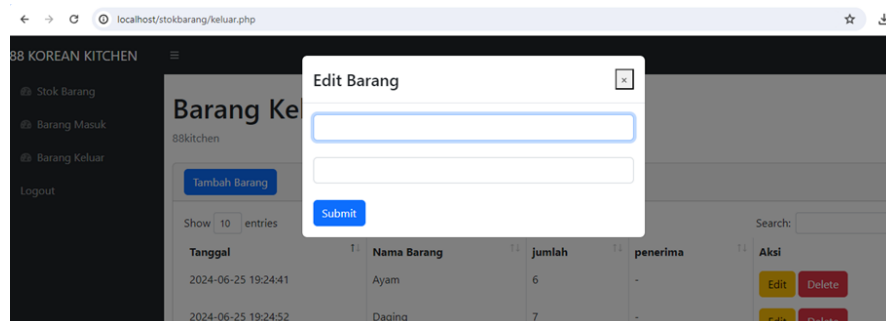 localhost/stokbarang/keluar.php
88 KOREAN KITCHEN
Edit Barang
×
Stok Barang
Barang Masuk
Barang Keluar
Logout
Barang Kel
88kitchen
Tambah Barang
Submit
Show 10 entries
Search:
Tanggal Nama Barang jumlah penerima Aksi
2024-06-25 19:24:41 Ayam 6 - Edit Delete
2024-06-25 19:24:52 Daging 7 - Edit Delete